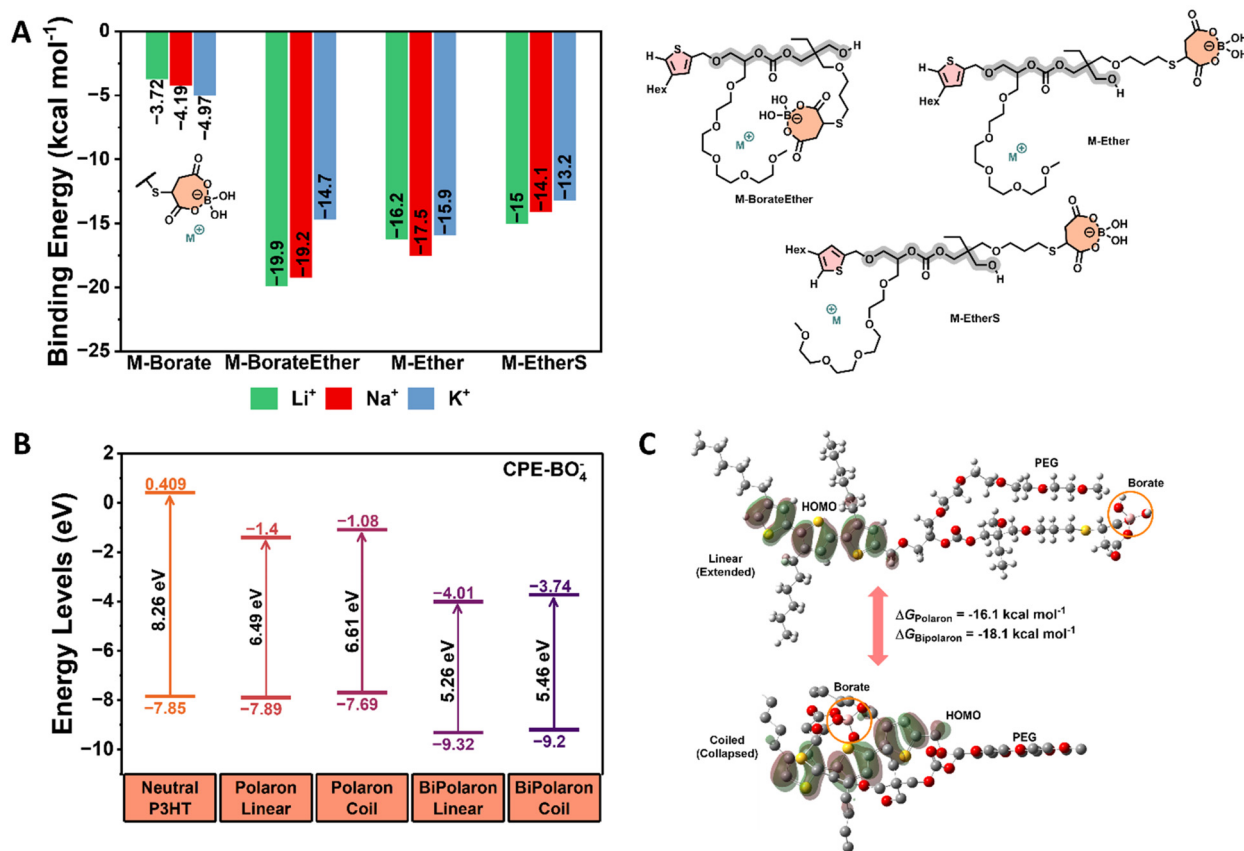 A
Binding Energy (kcal mol⁻¹)
0
−5
−10
−15
−20
−25
−3.72
−4.19
−4.97
−19.9
−19.2
−14.7
−16.2
−17.5
−15.9
−15
−14.1
−13.2
O
S
O
B
OH
O
O
OH
M⊕
M-Borate
M-BorateEther
M-Ether
M-EtherS
Li⁺
Na⁺
K⁺
H
S
Hex
O
O
O
O
O
O
H
O
O
O
O
O
O
HO
HO
B
O
O
O
O
S
M⊕
M-BorateEther
H
S
Hex
O
O
O
O
O
H
O
S
O
O
B
OH
OH
O
O
O
O
O
O
O
M⊕
M-Ether
Hex
H
S
O
O
O
O
O
H
O
S
O
O
B
OH
OH
O
O
O
O
O
O
O
M⊕
M-EtherS
B
Energy Levels (eV)
2
0
−2
−4
−6
−8
−10
CPE-BO₄⁻
0.409
8.26 eV
−7.85
−1.4
6.49 eV
−7.89
−1.08
6.61 eV
−7.69
−4.01
5.26 eV
−9.32
−3.74
5.46 eV
−9.2
Neutral
P3HT
Polaron
Linear
Polaron
Coil
BiPolaron
Linear
BiPolaron
Coil
C
PEG
Borate
HOMO
Linear
(Extended)
ΔG Polaron = -16.1 kcal mol⁻¹
ΔG Bipolaron = -18.1 kcal mol⁻¹
Borate
HOMO
Coiled
(Collapsed)
PEG